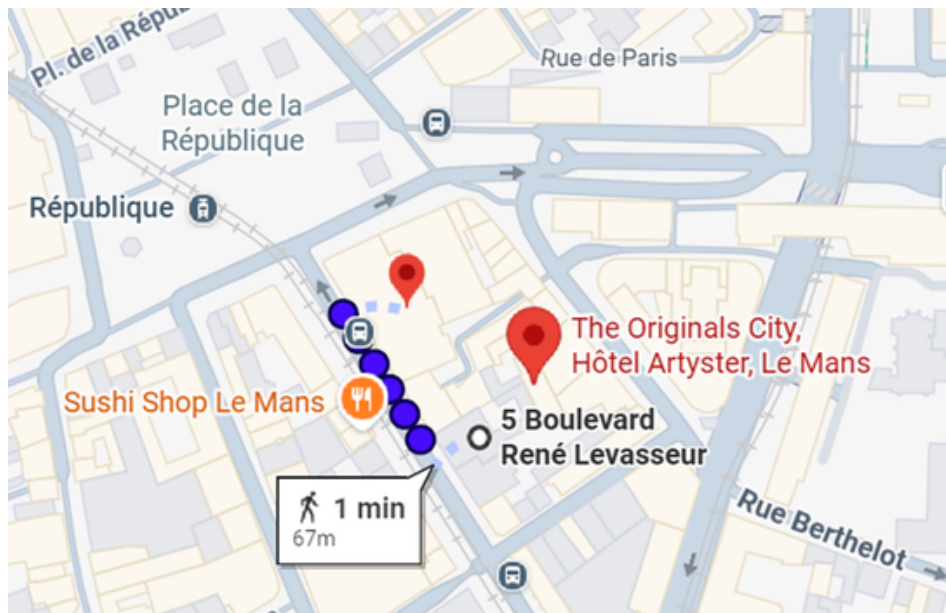 Pl. de la Répu
Rue de Paris
Place de la
République
République
The Originals City,
Hôtel Artyster, Le Mans
Sushi Shop Le Mans
5 Boulevard
René Levasseur
1 min
67m
Rue Berthelot